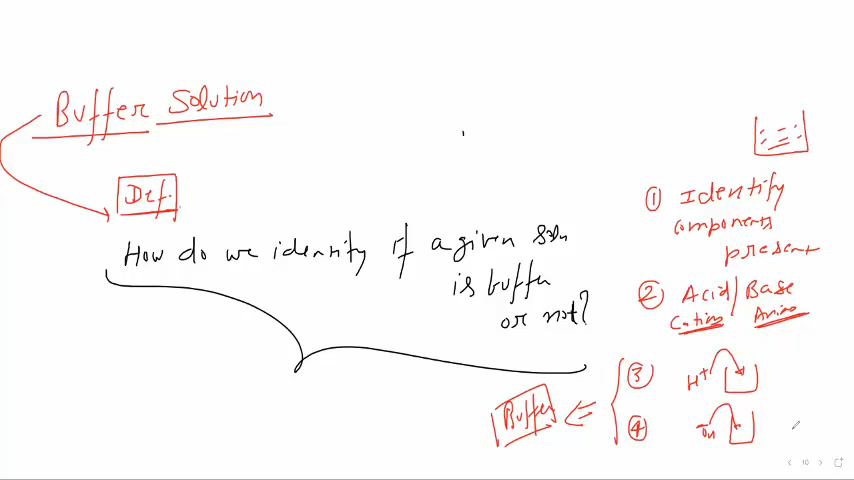 Buffer Solution
Def.
How do we identify if a given soln
is buffer
or not?
① Identify
components
present
② Acid/Base
Cation Anion
③ H+
④ -OH
Buffer
10